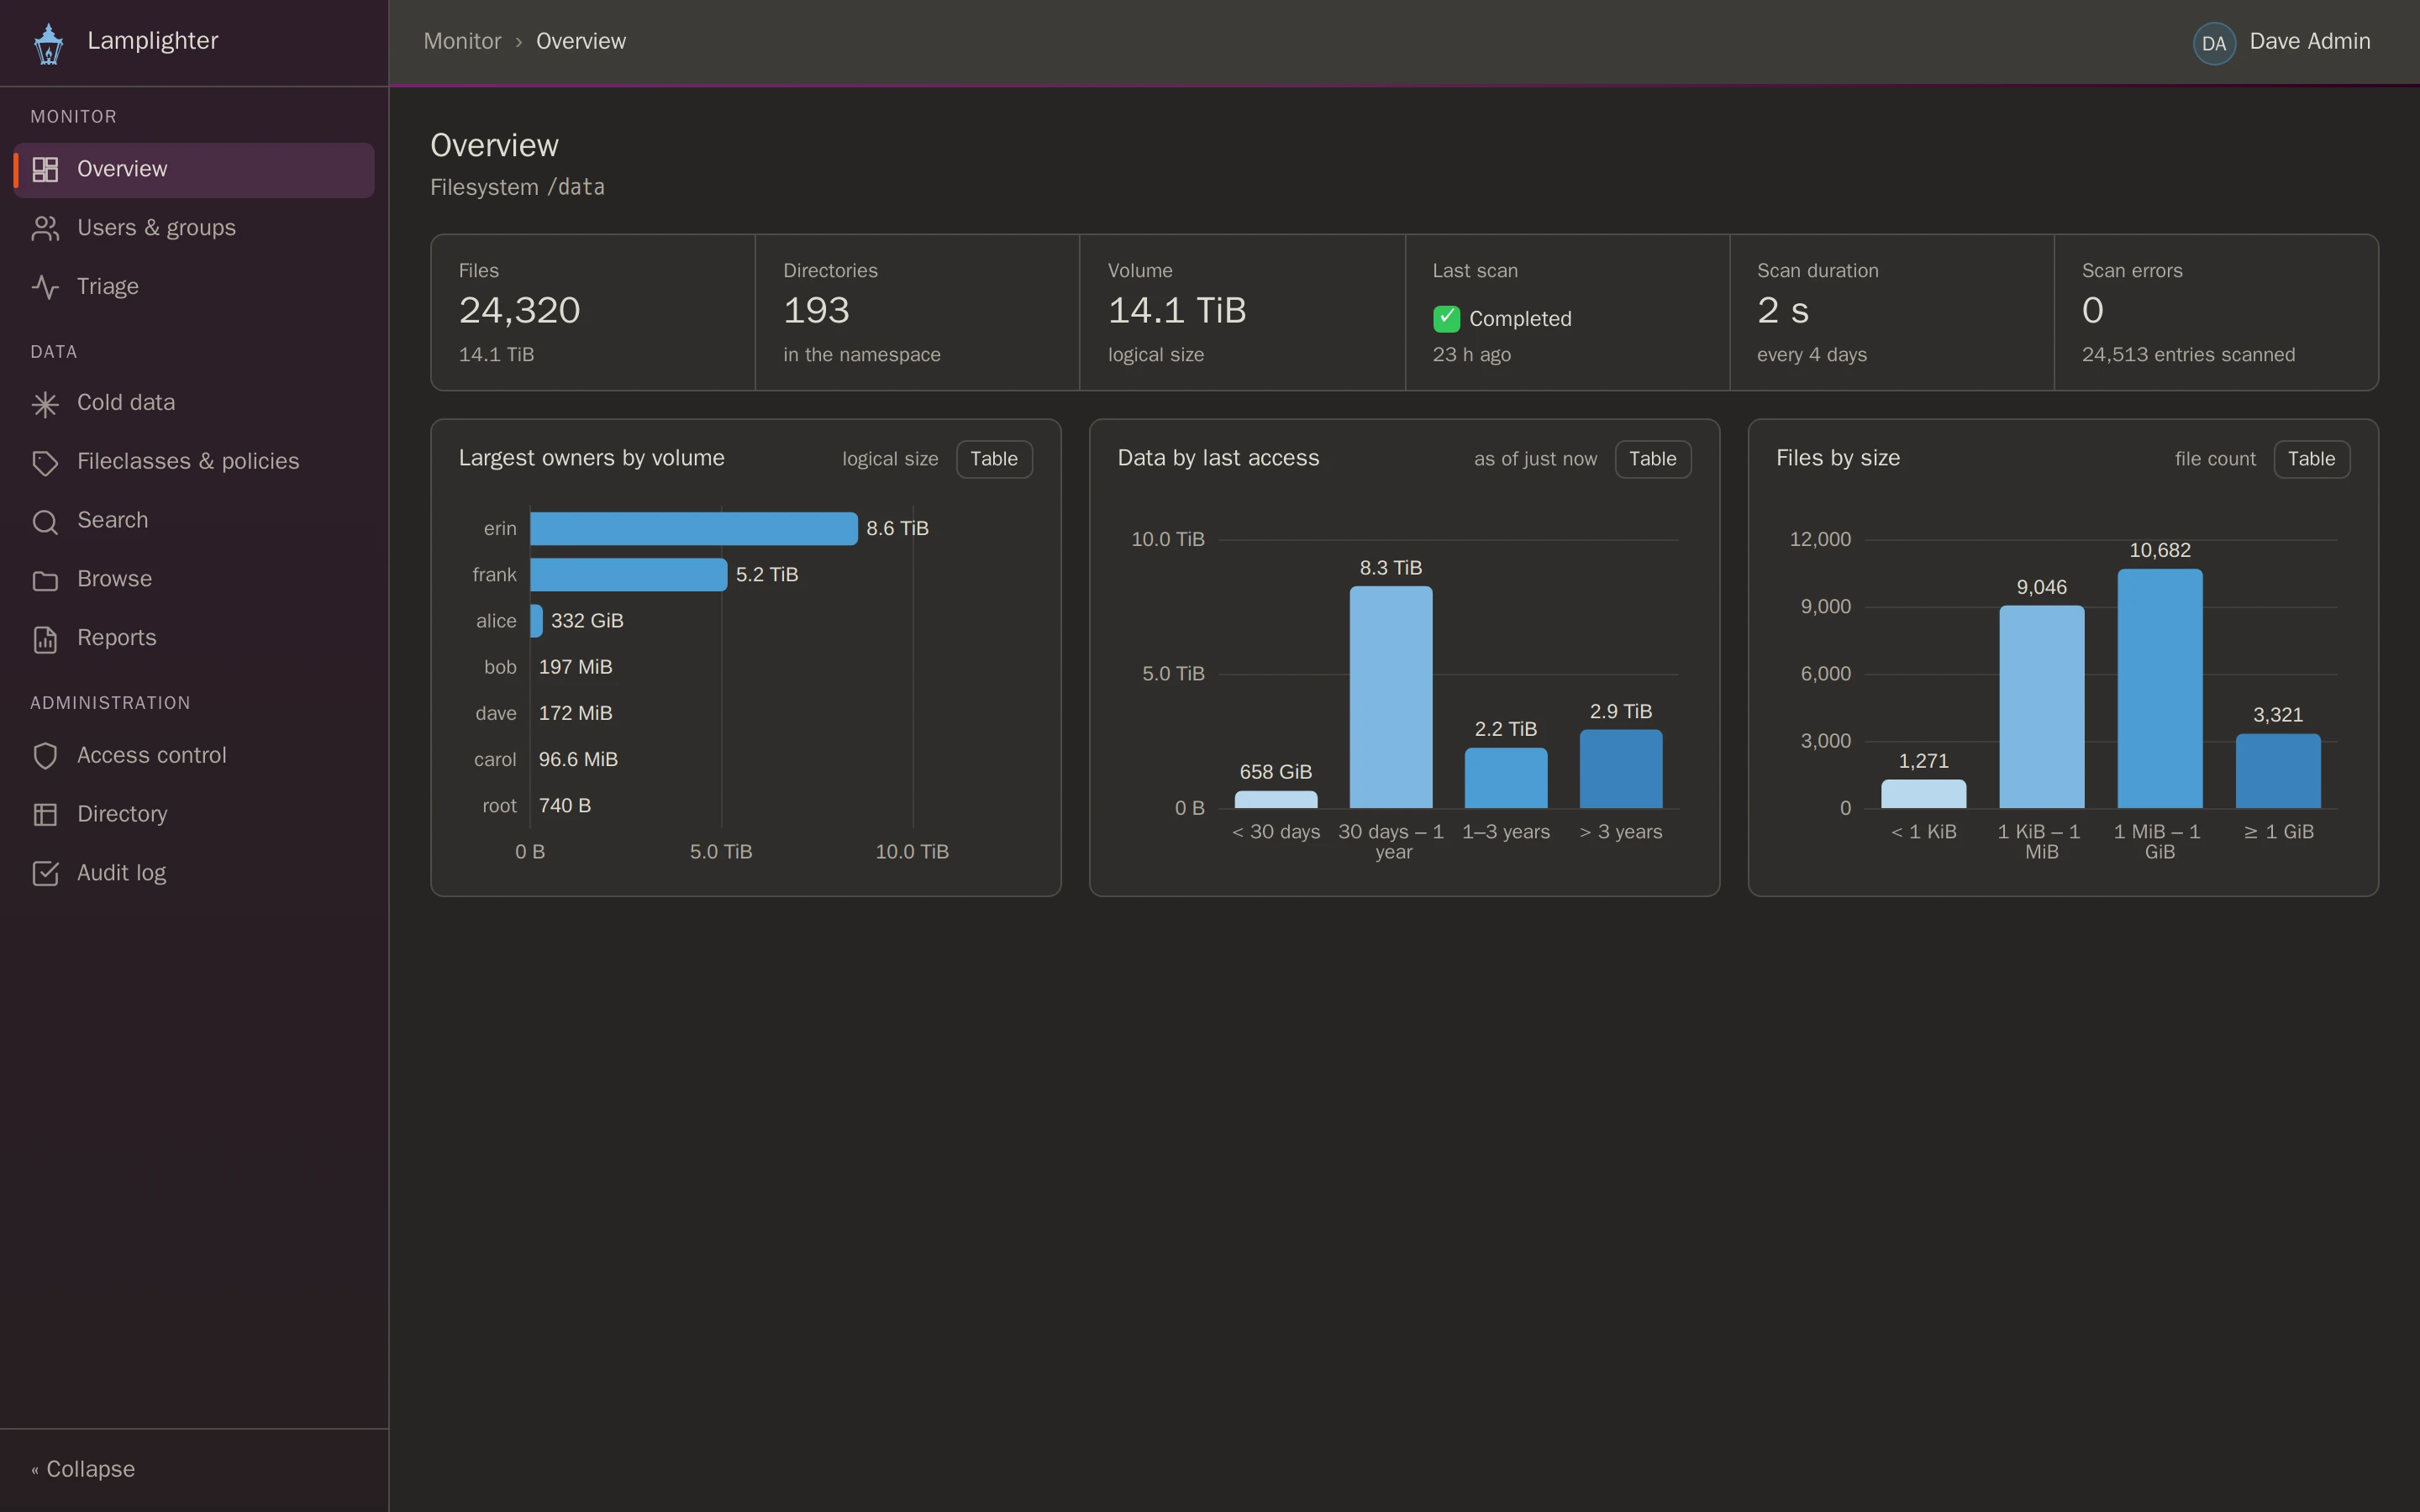 Lamplighter
Monitor › Overview
DA Dave Admin
MONITOR
Overview
Users & groups
Triage
DATA
Cold data
Fileclasses & policies
Search
Browse
Reports
ADMINISTRATION
Access control
Directory
Audit log
« Collapse
Overview
Filesystem /data
Files
24,320
14.1 TiB
Directories
193
in the namespace
Volume
14.1 TiB
logical size
Last scan
Completed
23 h ago
Scan duration
2 s
every 4 days
Scan errors
0
24,513 entries scanned
Largest owners by volume logical size Table
erin 8.6 TiB
frank 5.2 TiB
alice 332 GiB
bob 197 MiB
dave 172 MiB
carol 96.6 MiB
root 740 B
0 B 5.0 TiB 10.0 TiB
Data by last access as of just now Table
10.0 TiB
8.3 TiB
5.0 TiB
2.9 TiB
2.2 TiB
658 GiB
0 B
< 30 days 30 days – 1 1–3 years > 3 years
year
Files by size file count Table
12,000
10,682
9,046
9,000
6,000
3,321
3,000
1,271
0
< 1 KiB 1 KiB – 1 1 MiB – 1 ≥ 1 GiB
MiB GiB